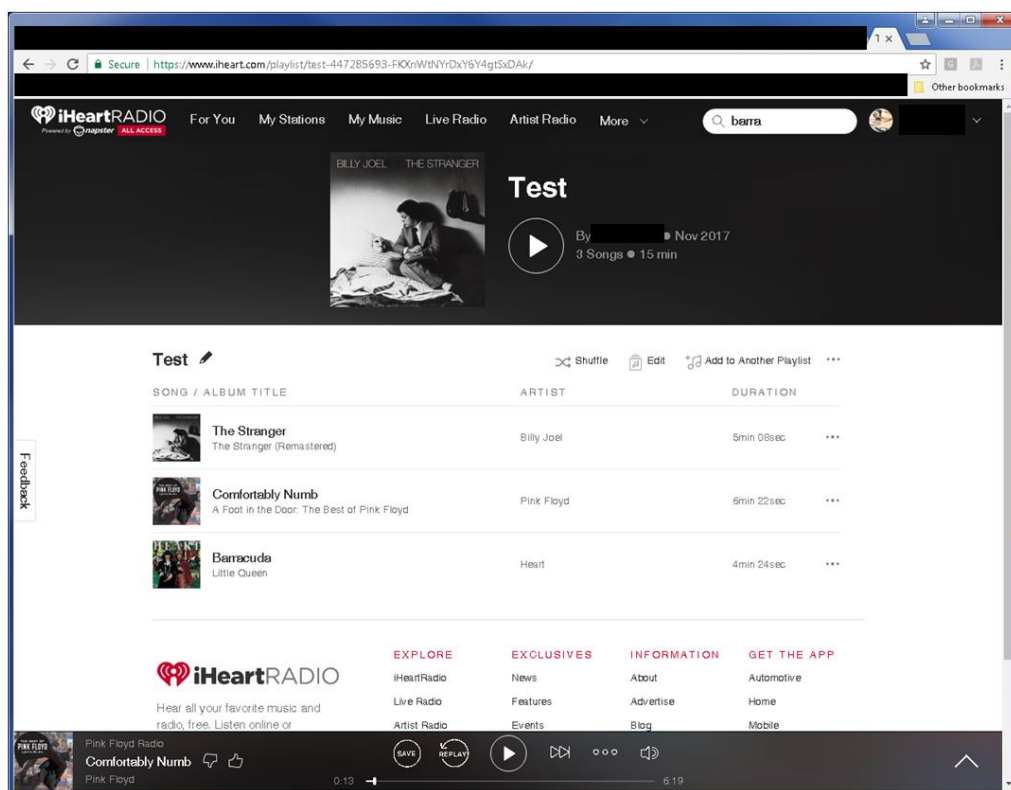 1
Secure https://www.iheart.com/playlist/test-447285693-FKXnWtNYrDxY6Y4gtSxDAk/
Other bookmarks
iHeartRADIO For You My Stations My Music Live Radio Artist Radio More barra
Powered by napster ALL ACCESS
BILLY JOEL THE STRANGER
Test
By Nov 2017
3 Songs 15 min
Test Shuffle Edit Add to Another Playlist
SONG / ALBUM TITLE ARTIST DURATION
The Stranger Billy Joel 5min 08sec
The Stranger (Remastered)
Comfortably Numb Pink Floyd 6min 22sec
A Foot in the Door: The Best of Pink Floyd
Barracuda Heart 4min 24sec
Little Queen
Feedback
iHeartRADIO
Hear all your favorite music and
radio, free. Listen online or
EXPLORE EXCLUSIVES INFORMATION GET THE APP
iHeartRadio News About Automotive
Live Radio Features Advertise Home
Artist Radio Events Blog Mobile
Pink Floyd Radio
Comfortably Numb
Pink Floyd
SAVE REPLAY
0:13 6:19